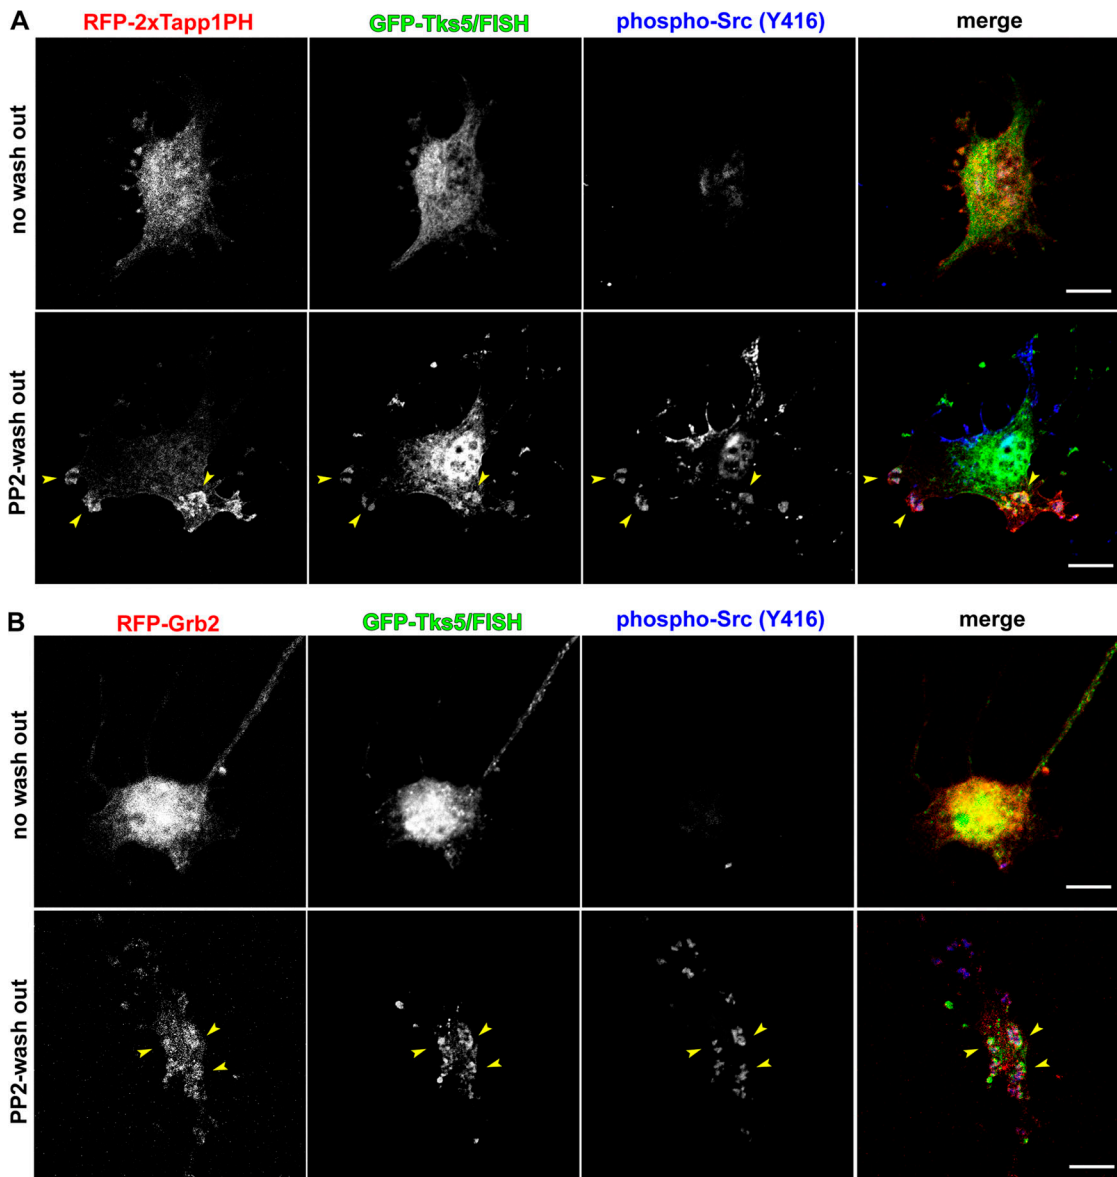 A
RFP-2xTapp1PH GFP-Tks5/FISH phospho-Src (Y416) merge
no wash out
PP2-wash out
B
RFP-Grb2 GFP-Tks5/FISH phospho-Src (Y416) merge
no wash out
PP2-wash out